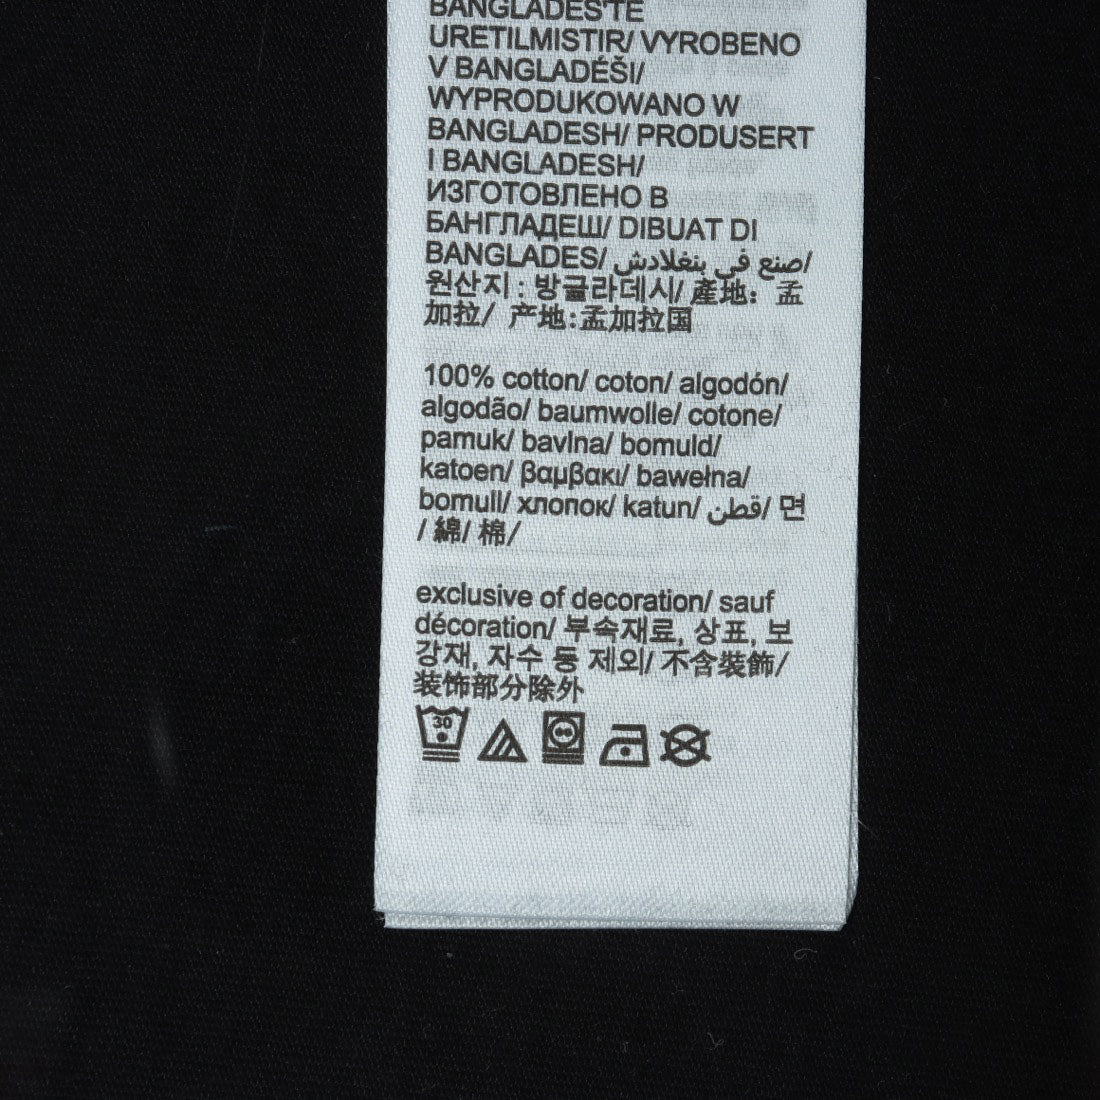 BANGLADEŞ'TE
URETILMISTIR/ VYROBENO
V BANGLADÉŠI/
WYPRODUKOWANO W
BANGLADESH/ PRODUSERT
I BANGLADESH/
ИЗГОТОВЛЕНО В
БАНГЛАДЕШ/ DIBUAT DI
BANGLADES/ صنع في بنغلادش/
원산지 : 방글라데시/ 產地： 孟
加拉/ 产地:孟加拉国
100% cotton/ coton/ algodón/
algodão/ baumwolle/ cotone/
pamuk/ bavlna/ bomuld/
katoen/ βαμβακι/ bawełna/
bomull/ хлопок/ katun/ قطن/ 면
/ 綿/ 棉/
exclusive of decoration/ sauf
décoration/ 부속재료, 상표, 보
강재, 자수 등 제외/ 不含裝飾/
装饰部分除外
30